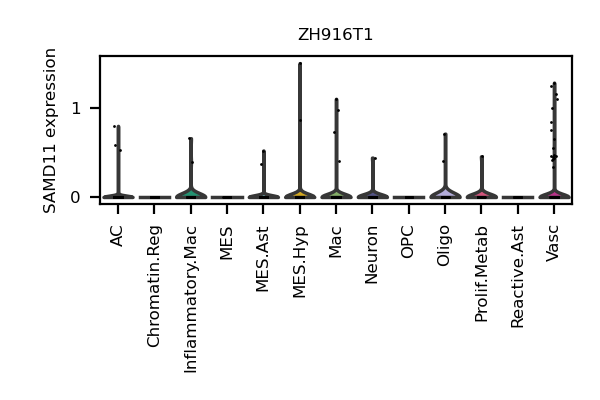 ZH916T1
SAMD11 expression
1
0
AC
Chromatin.Reg
Inflammatory.Mac
MES
MES.Ast
MES.Hyp
Mac
Neuron
OPC
Oligo
Prolif.Metab
Reactive.Ast
Vasc